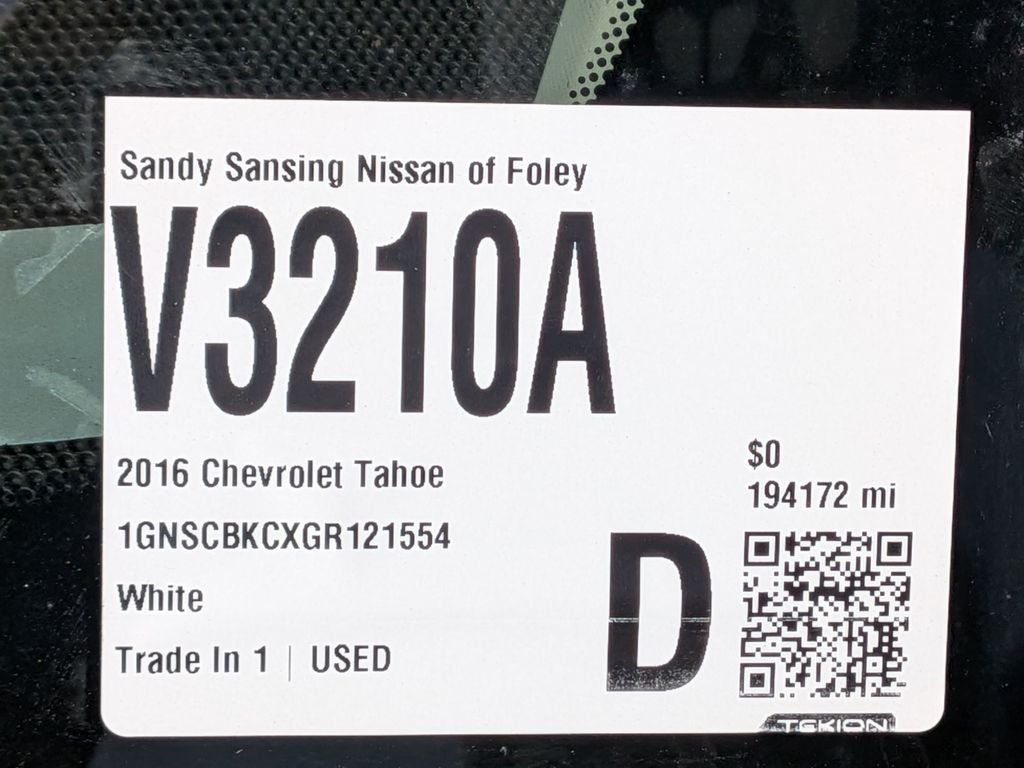 Sandy Sansing Nissan of Foley
V3210A
2016 Chevrolet Tahoe
1GNSCBKCXGR121554
White
Trade In 1 | USED
$0
194172 mi
D
TEKION